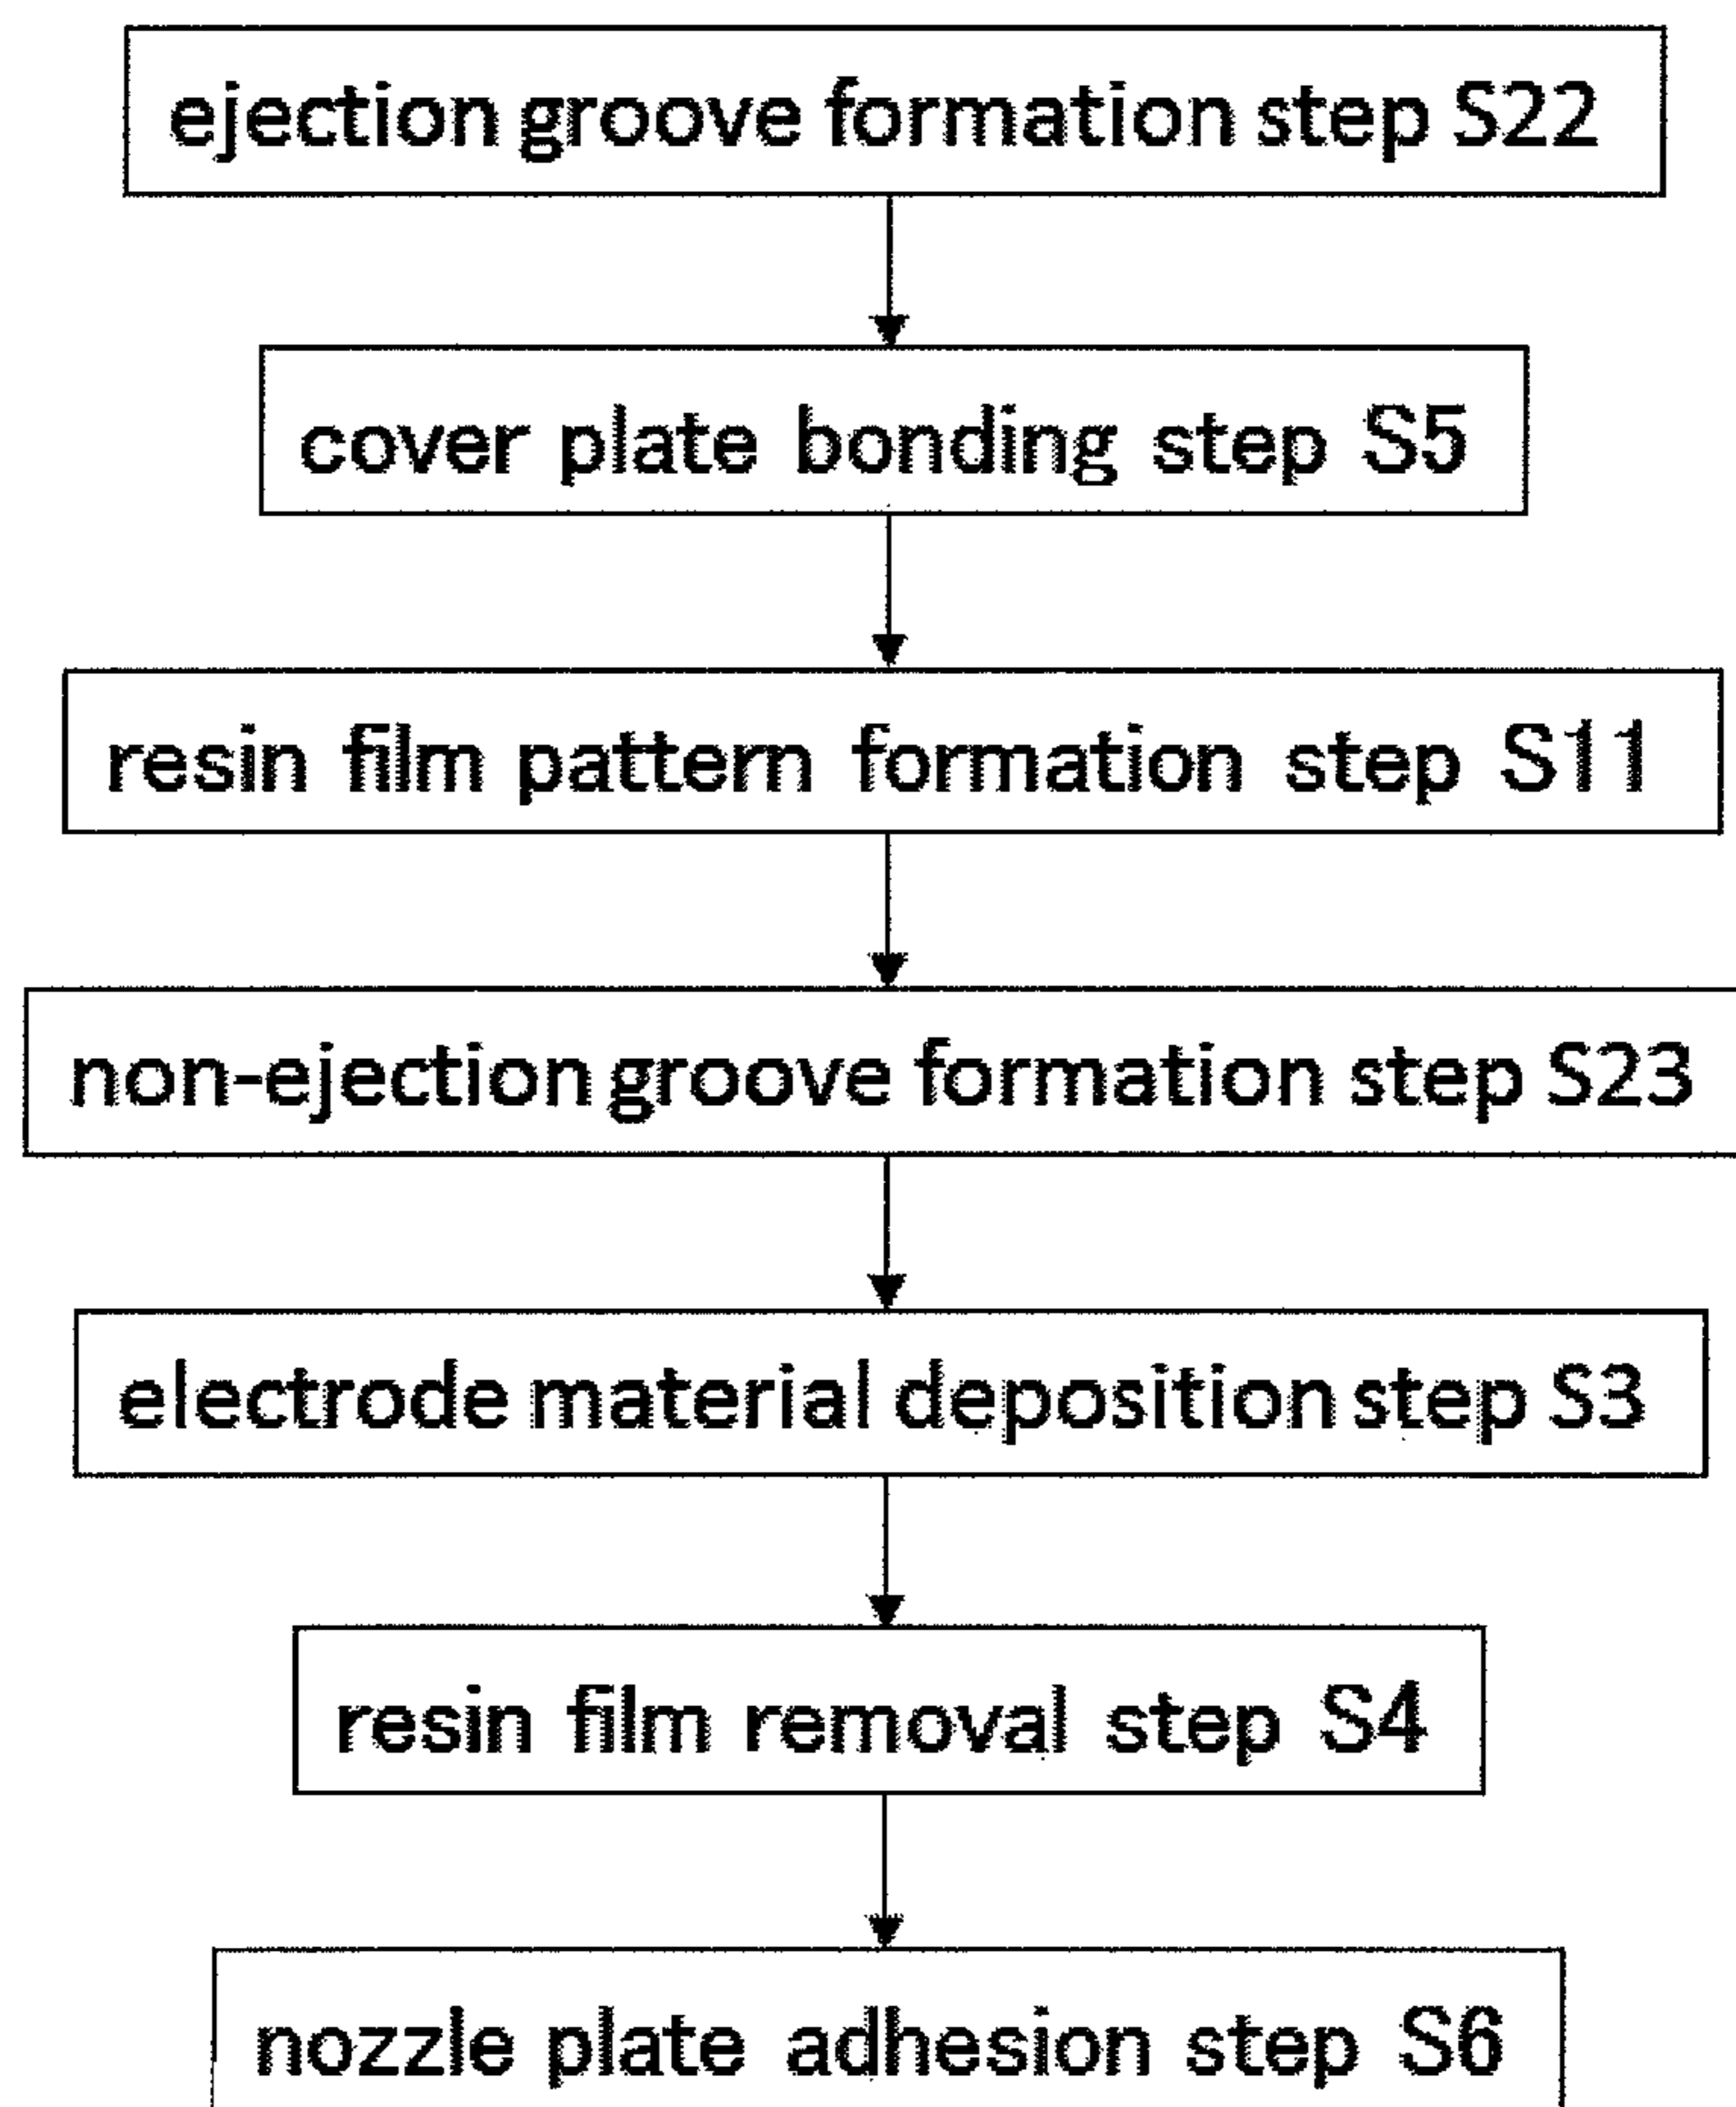 ejection groove formation step S22
cover plate bonding step S5
resin film pattern formation step S11
non-ejection groove formation step S23
electrode material deposition step S3
resin film removal step S4
nozzle plate adhesion step S6